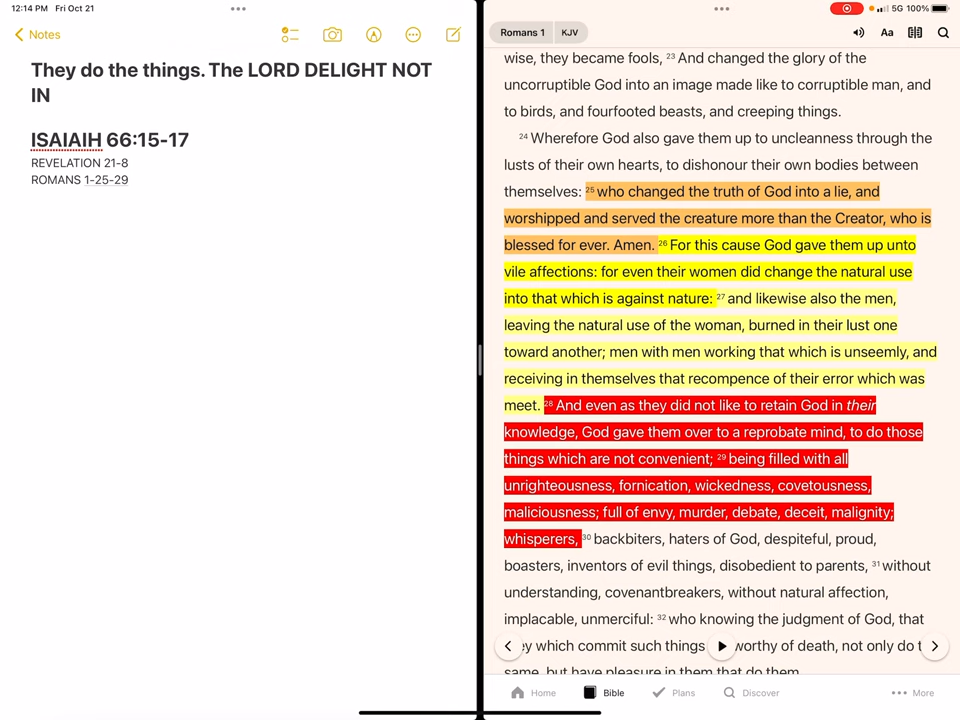 12:14 PM Fri Oct 21
Notes
They do the things. The LORD DELIGHT NOT
IN
ISAIAIH 66:15-17
REVELATION 21-8
ROMANS 1-25-29
5G 100%
Romans 1 KJV
Aa
wise, they became fools, 23 And changed the glory of the
uncorruptible God into an image made like to corruptible man, and
to birds, and fourfooted beasts, and creeping things.
24 Wherefore God also gave them up to uncleanness through the
lusts of their own hearts, to dishonour their own bodies between
themselves: 25 who changed the truth of God into a lie, and
worshipped and served the creature more than the Creator, who is
blessed for ever. Amen. 26 For this cause God gave them up unto
vile affections: for even their women did change the natural use
into that which is against nature: 27 and likewise also the men,
leaving the natural use of the woman, burned in their lust one
toward another; men with men working that which is unseemly, and
receiving in themselves that recompence of their error which was
meet. 28 And even as they did not like to retain God in their
knowledge, God gave them over to a reprobate mind, to do those
things which are not convenient; 29 being filled with all
unrighteousness, fornication, wickedness, covetousness,
maliciousness; full of envy, murder, debate, deceit, malignity;
whisperers, 30 backbiters, haters of God, despiteful, proud,
boasters, inventors of evil things, disobedient to parents, 31 without
understanding, covenantbreakers, without natural affection,
implacable, unmerciful: 32 who knowing the judgment of God, that
which commit such things worthy of death, not only do
same, but have pleasure in them that do them.
Home Bible Plans Discover More